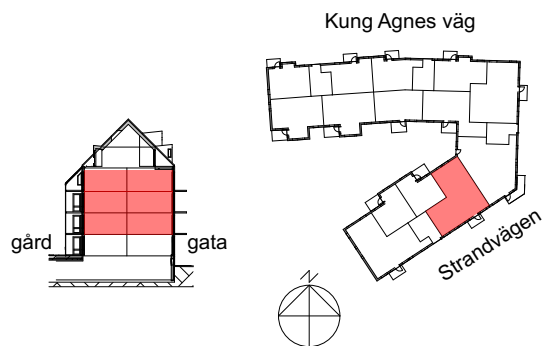 Kung Agnes väg
gård
gata
Strandvägen
N